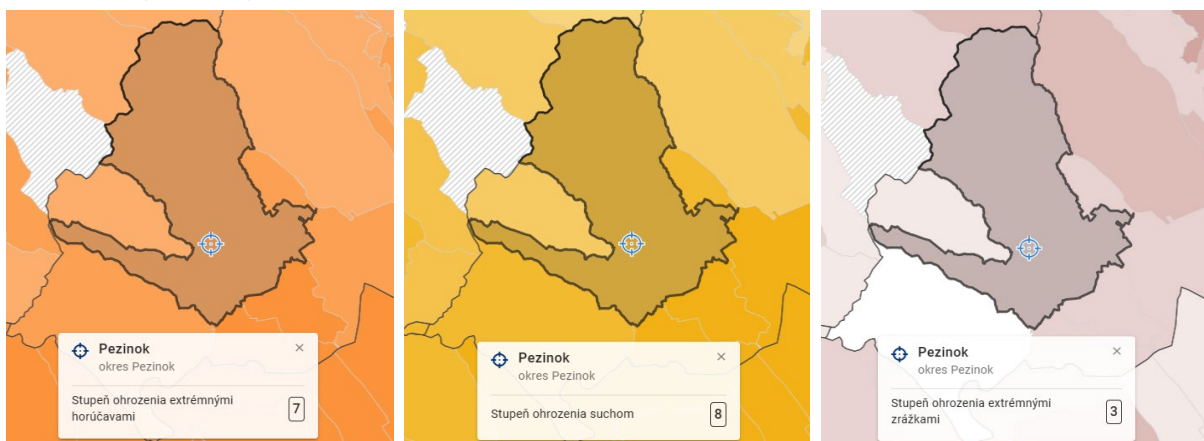 Pezinok
okres Pezinok
Stupeň ohrozenia extrémnymi
horúčavami
7
Pezinok
okres Pezinok
Stupeň ohrozenia suchom
8
Pezinok
okres Pezinok
Stupeň ohrozenia extrémnymi
zrážkami
3